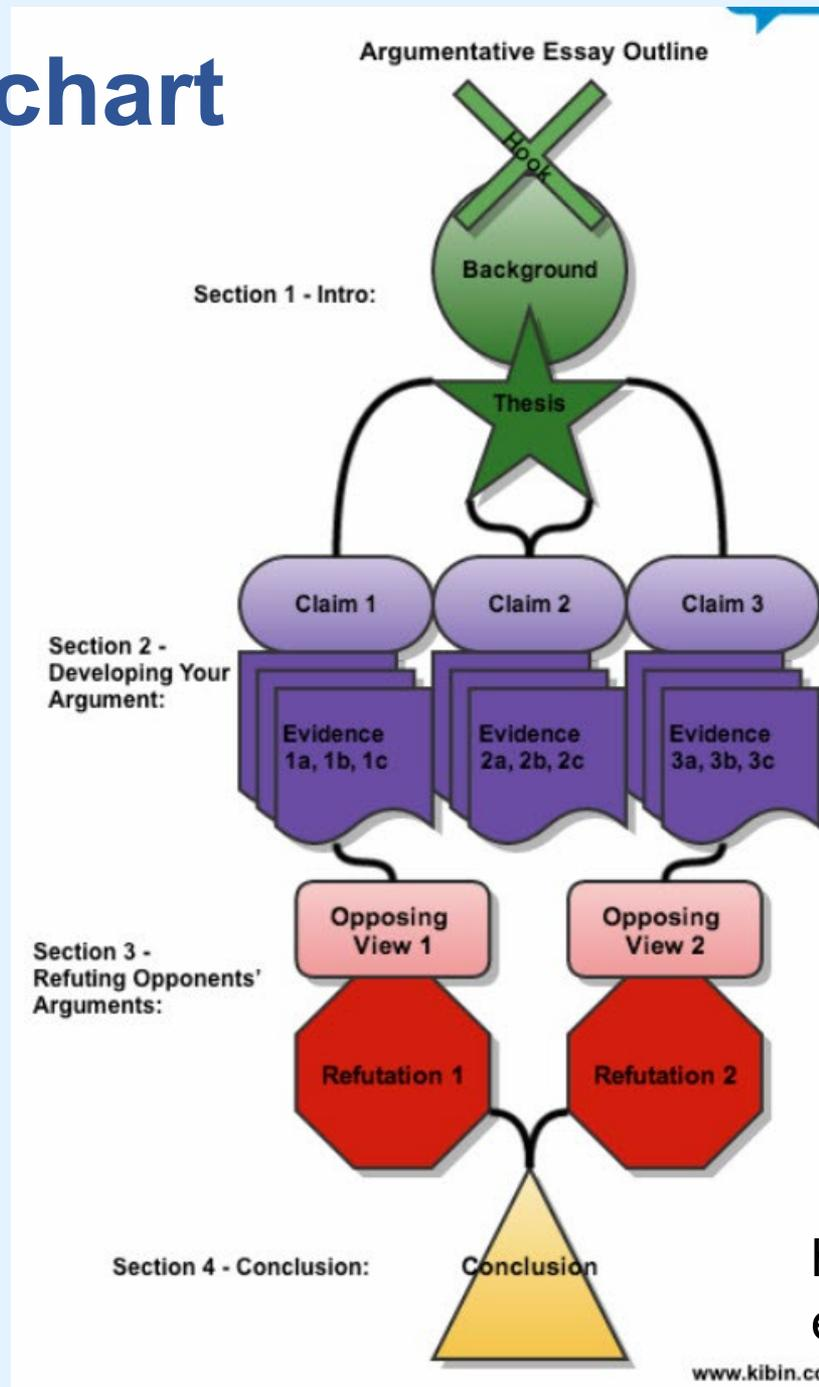 chart
Argumentative Essay Outline
Hook
Background
Section 1 - Intro:
Thesis
Claim 1
Claim 2
Claim 3
Section 2 -
Developing Your
Argument:
Evidence
1a, 1b, 1c
Evidence
2a, 2b, 2c
Evidence
3a, 3b, 3c
Opposing
View 1
Opposing
View 2
Section 3 -
Refuting Opponents’
Arguments:
Refutation 1
Refutation 2
Section 4 - Conclusion:
Conclusion
www.kibin.co